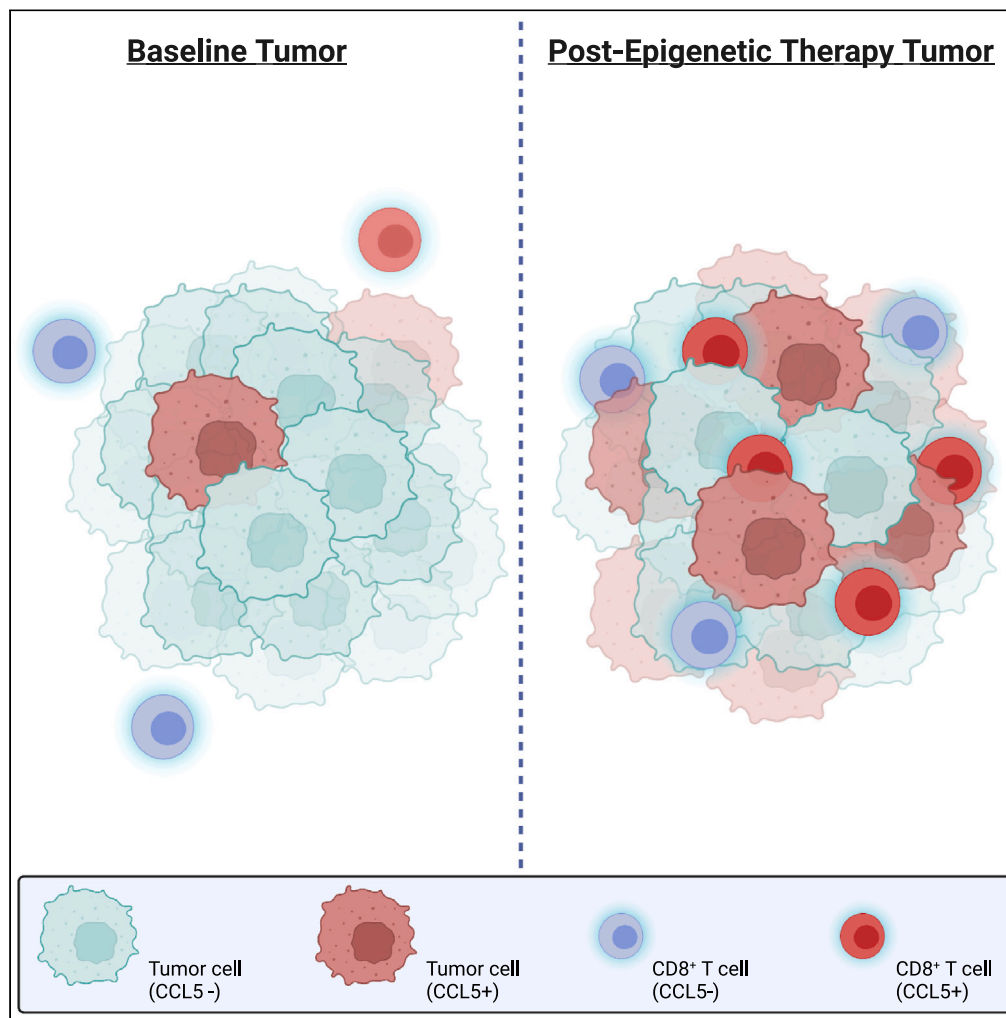 Baseline Tumor
Post-Epigenetic Therapy Tumor
Tumor cell
(CCL5 -)
Tumor cell
(CCL5+)
CD8⁺ T cell
(CCL5-)
CD8⁺ T cell
(CCL5+)